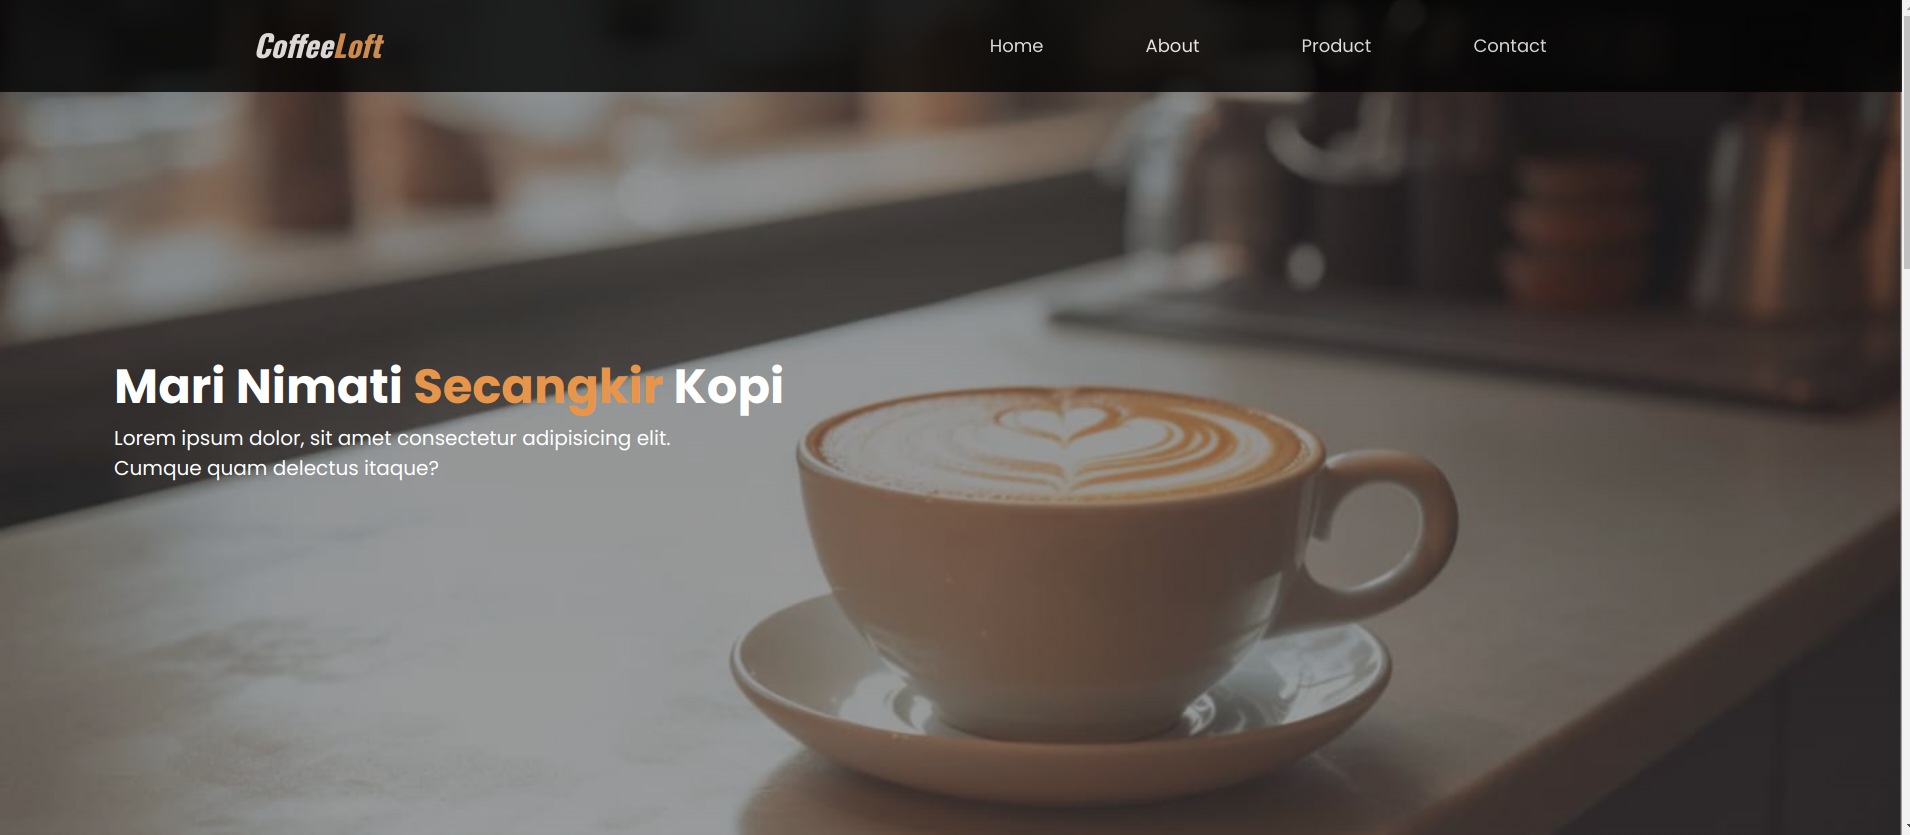 CoffeeLoft
Home About Product Contact
Mari Nimati Secangkir Kopi
Lorem ipsum dolor, sit amet consectetur adipisicing elit.
Cumque quam delectus itaque?